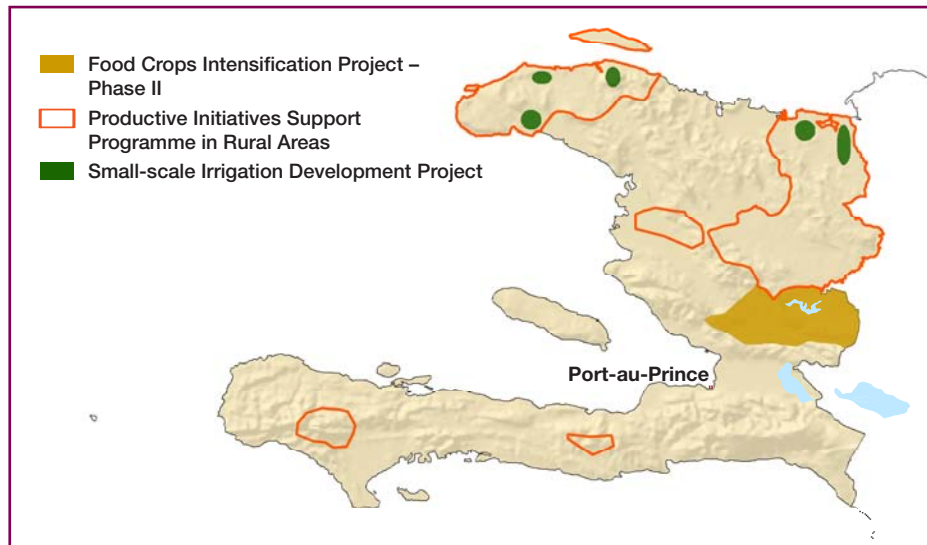 Food Crops Intensification Project –
Phase II
Productive Initiatives Support
Programme in Rural Areas
Small-scale Irrigation Development Project
Port-au-Prince